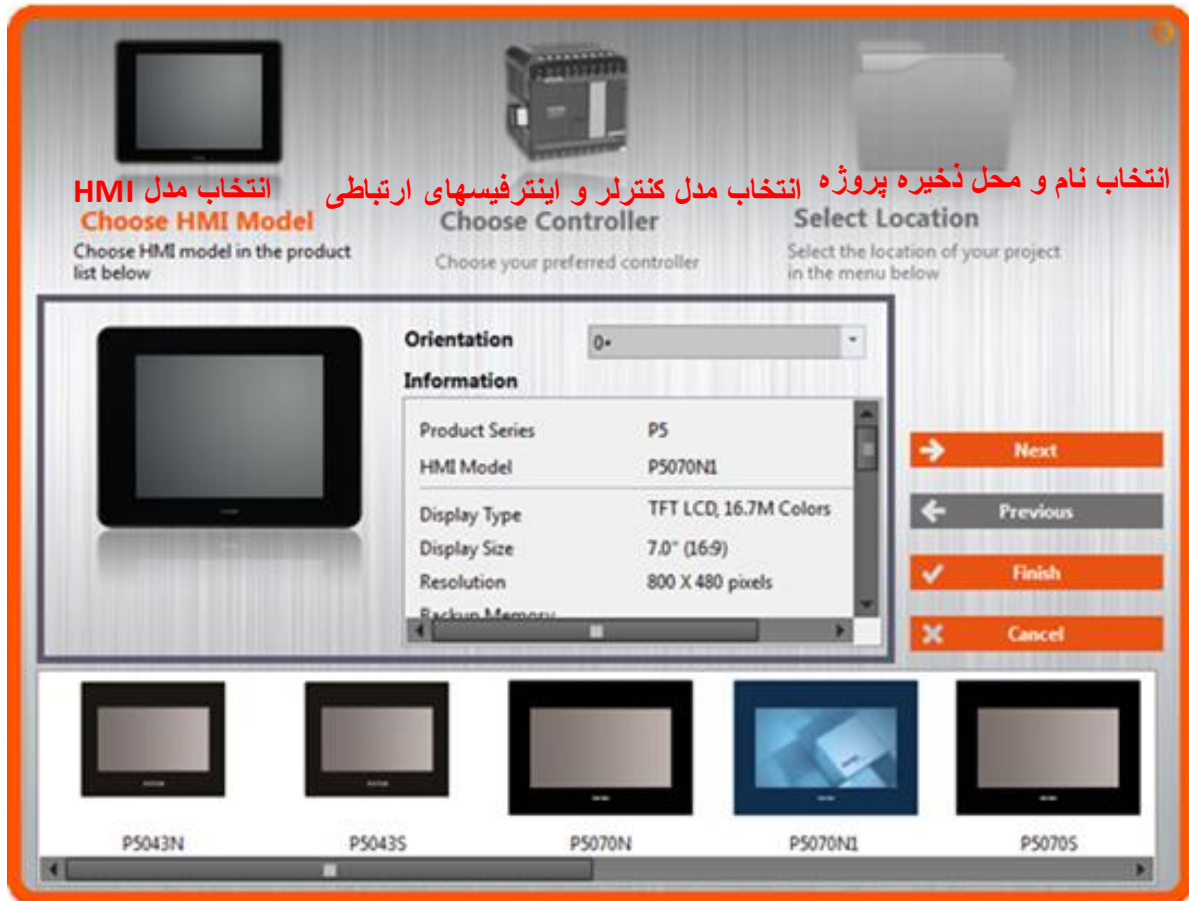 انتخاب مدل HMI
انتخاب مدل کنترلر و اینترفیسهای ارتباطی
انتخاب نام و محل ذخیره پروژه
Choose HMI Model
Choose HMI model in the product
list below
Choose Controller
Choose your preferred controller
Select Location
Select the location of your project
in the menu below
Orientation 0°
Information
Product Series P5
HMI Model P5070N1
Display Type TFT LCD, 16.7M Colors
Display Size 7.0" (16:9)
Resolution 800 X 480 pixels
Backup Memory
Next
Previous
Finish
Cancel
P5043N P5043S P5070N P5070N1 P5070S